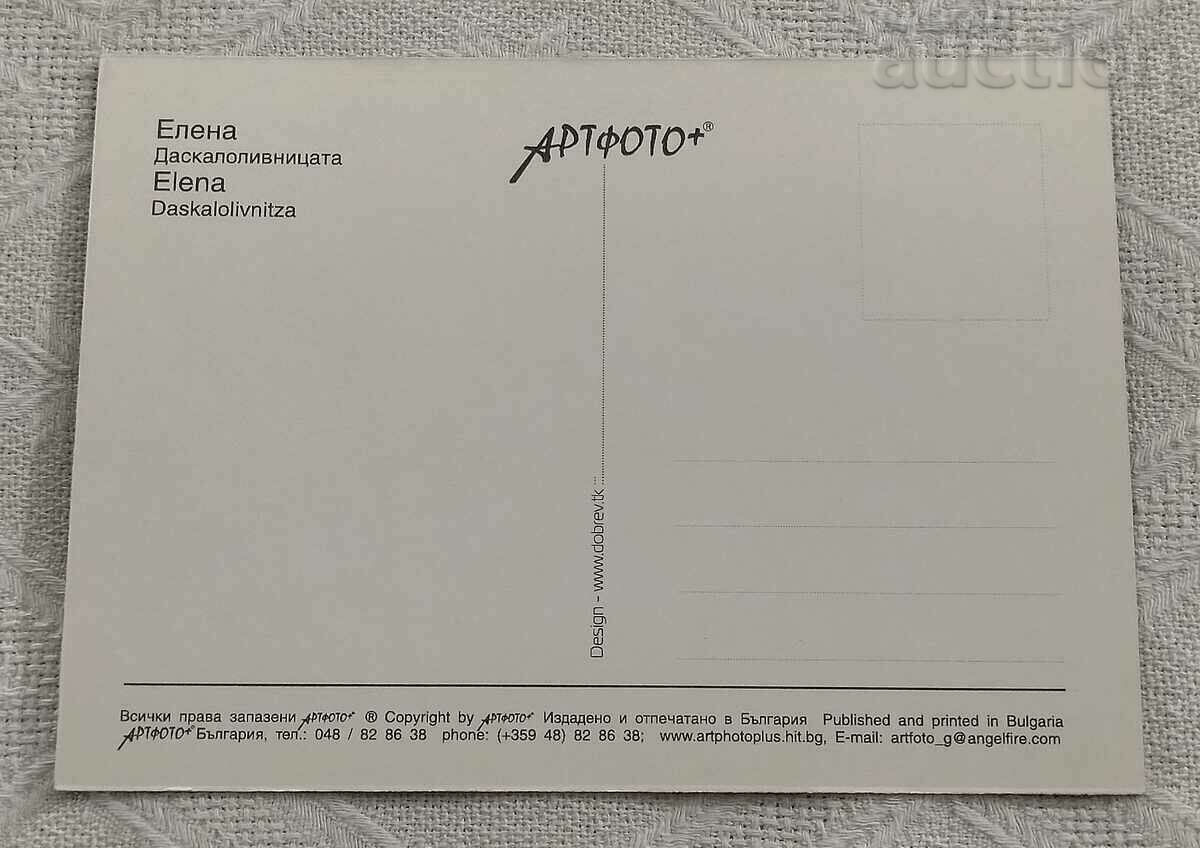 Елена
Даскалоливницата
Elena
Daskalolivnitza
АРТФОТО+®
Design - www.dobrev.tk
Всички права запазени АРТФОТО+ ® Copyright by АРТФОТО+ Издадено и отпечатано в България Published and printed in Bulgaria
АРТФОТО+ България, тел.: 048 / 82 86 38 phone: (+359 48) 82 86 38; www.artphotoplus.hit.bg, E-mail: artfoto_g@angelfire.com